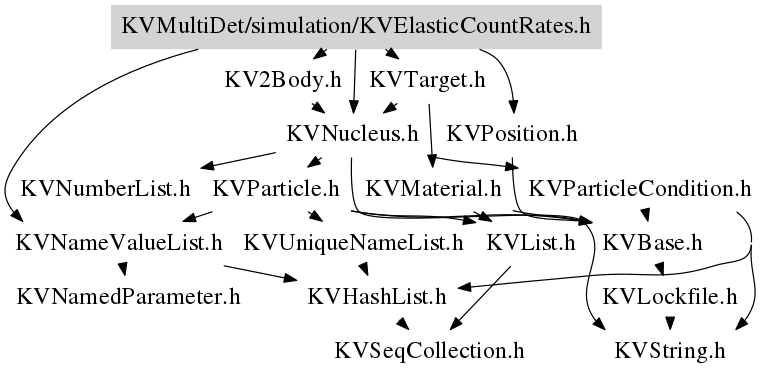 KVMultiDet/simulation/KVElasticCountRates.h
KV2Body.h KVTarget.h
KVNucleus.h KVPosition.h
KVNumberList.h KVParticle.h KVMaterial.h KVParticleCondition.h
KVNameValueList.h KVUniqueNameList.h KVList.h KVBase.h
KVNamedParameter.h KVHashList.h KVLockfile.h
KVSeqCollection.h KVString.h